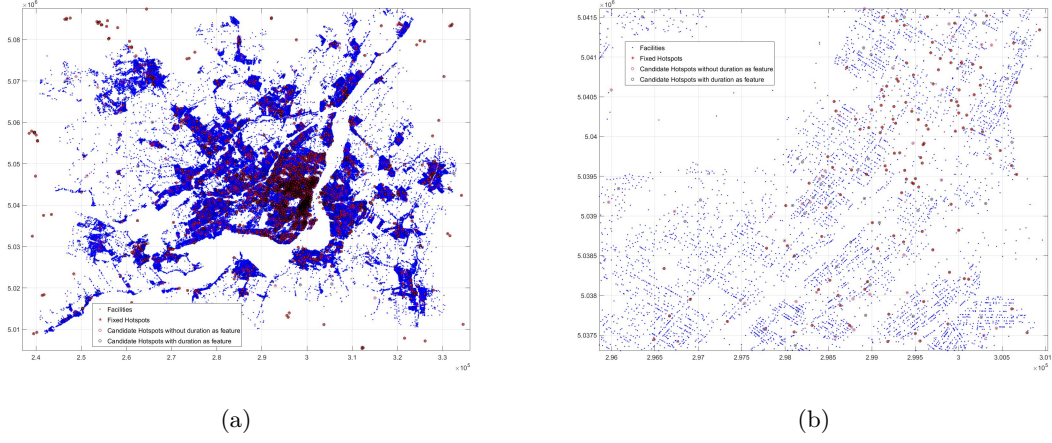 ×10⁶
5.08
5.07
5.06
5.05
5.04
5.03
5.02
5.01
Facilities
Fixed Hotspots
Candidate Hotspots without duration as feature
Candidate Hotspots with duration as feature
2.4 2.5 2.6 2.7 2.8 2.9 3 3.1 3.2 3.3
×10⁵
(a)
×10⁶
5.0415
5.041
5.0405
5.04
5.0395
5.039
5.0385
5.038
5.0375
Facilities
Fixed Hotspots
Candidate Hotspots without duration as feature
Candidate Hotspots with duration as feature
2.96 2.965 2.97 2.975 2.98 2.985 2.99 2.995 3 3.005 3.01
×10⁵
(b)